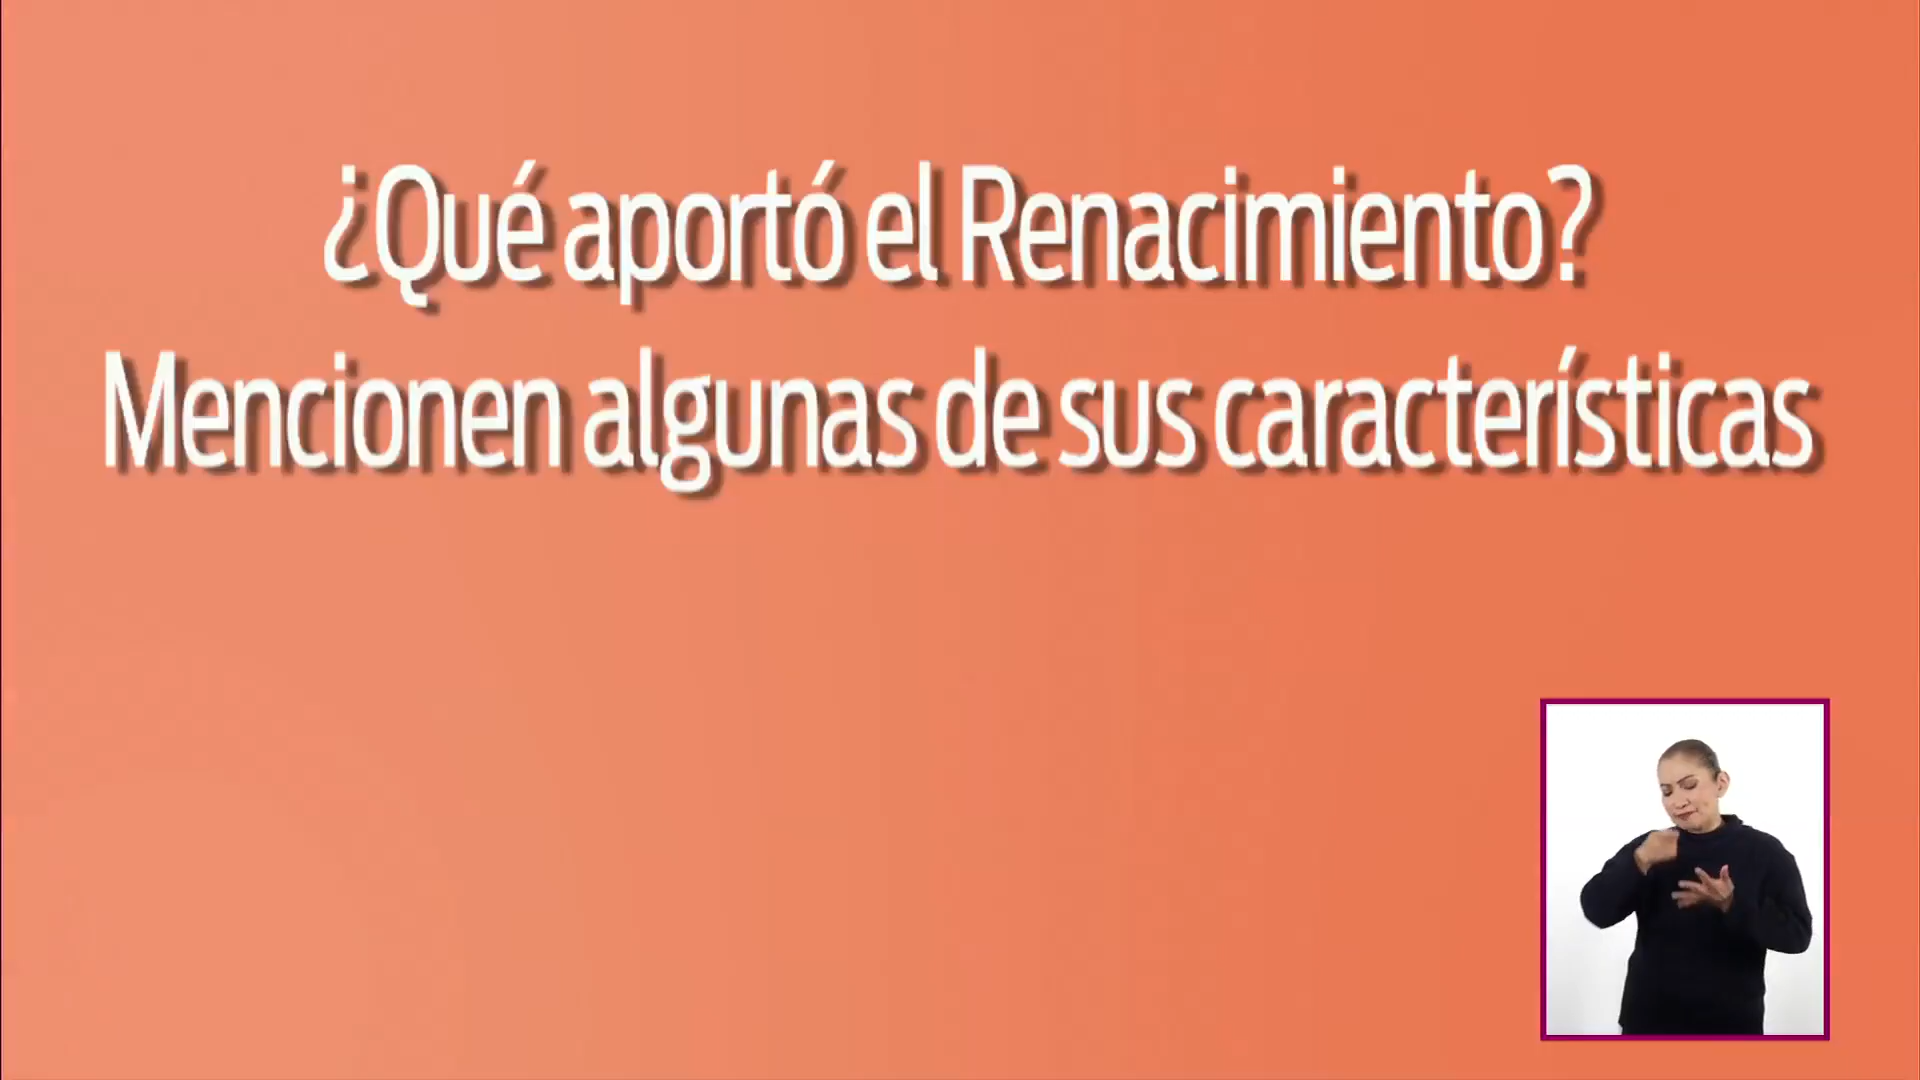 ¿Qué aportó el Renacimiento?
Mencionen algunas de sus características